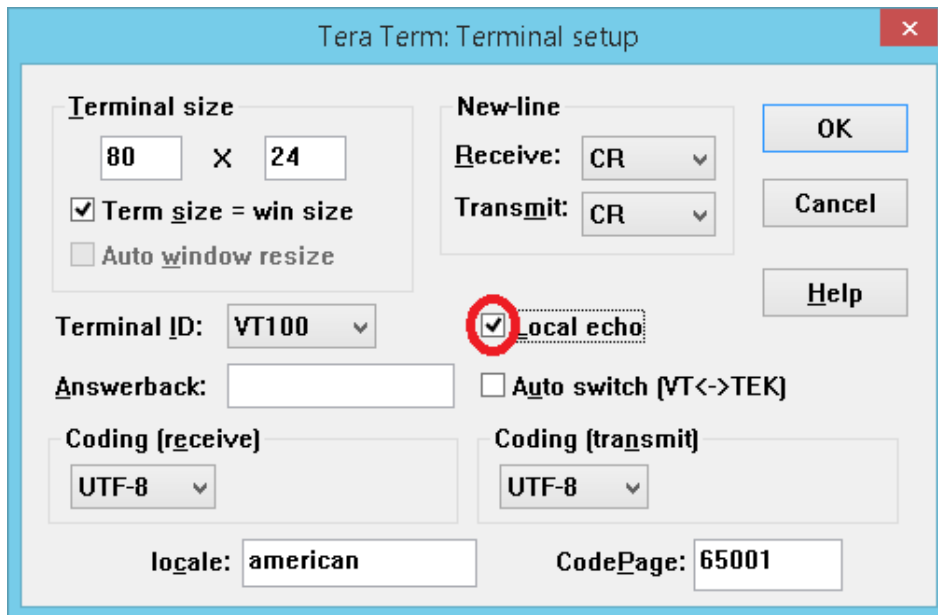 Tera Term: Terminal setup
Terminal size
80 X 24
Term size = win size
Auto window resize
New-line
Receive: CR
Transmit: CR
OK
Cancel
Help
Terminal ID: VT100
Local echo
Answerback:
Auto switch (VT<->TEK)
Coding (receive)
UTF-8
Coding (transmit)
UTF-8
locale: american
CodePage: 65001